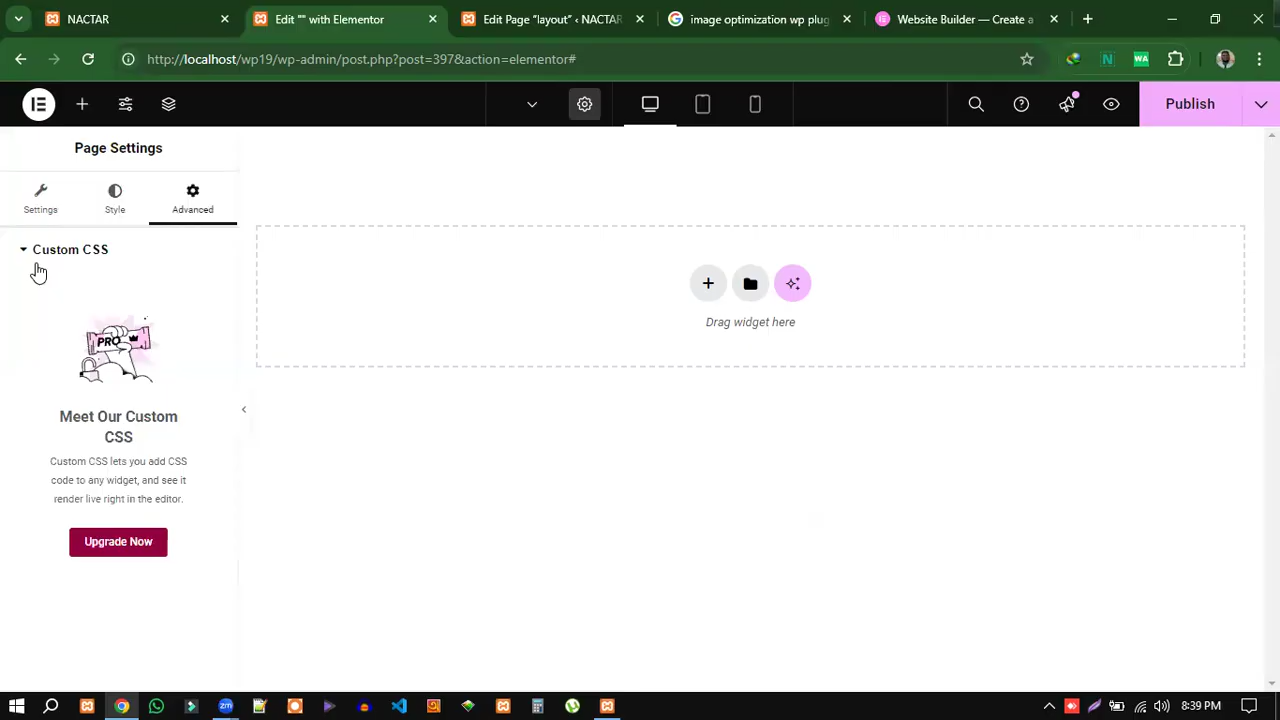 NACTAR
Edit "" with Elementor
Edit Page “layout” ‹ NACTAR
image optimization wp plug
Website Builder — Create a
http://localhost/wp19/wp-admin/post.php?post=397&action=elementor#
N
WA
Publish
Page Settings
Settings
Style
Advanced
Custom CSS
PRO
Meet Our Custom
CSS
Custom CSS lets you add CSS
code to any widget, and see it
render live right in the editor.
Upgrade Now
Drag widget here
zm
8:39 PM